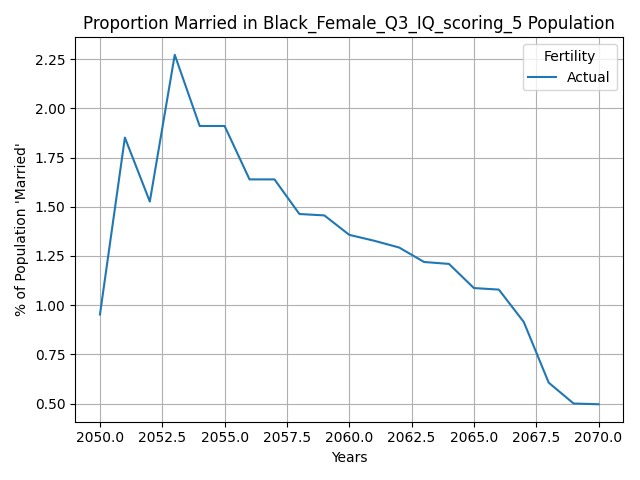 Proportion Married in Black_Female_Q3_IQ_scoring_5 Population
Fertility
Actual
% of Population 'Married'
2.25
2.00
1.75
1.50
1.25
1.00
0.75
0.50
2050.0 2052.5 2055.0 2057.5 2060.0 2062.5 2065.0 2067.5 2070.0
Years